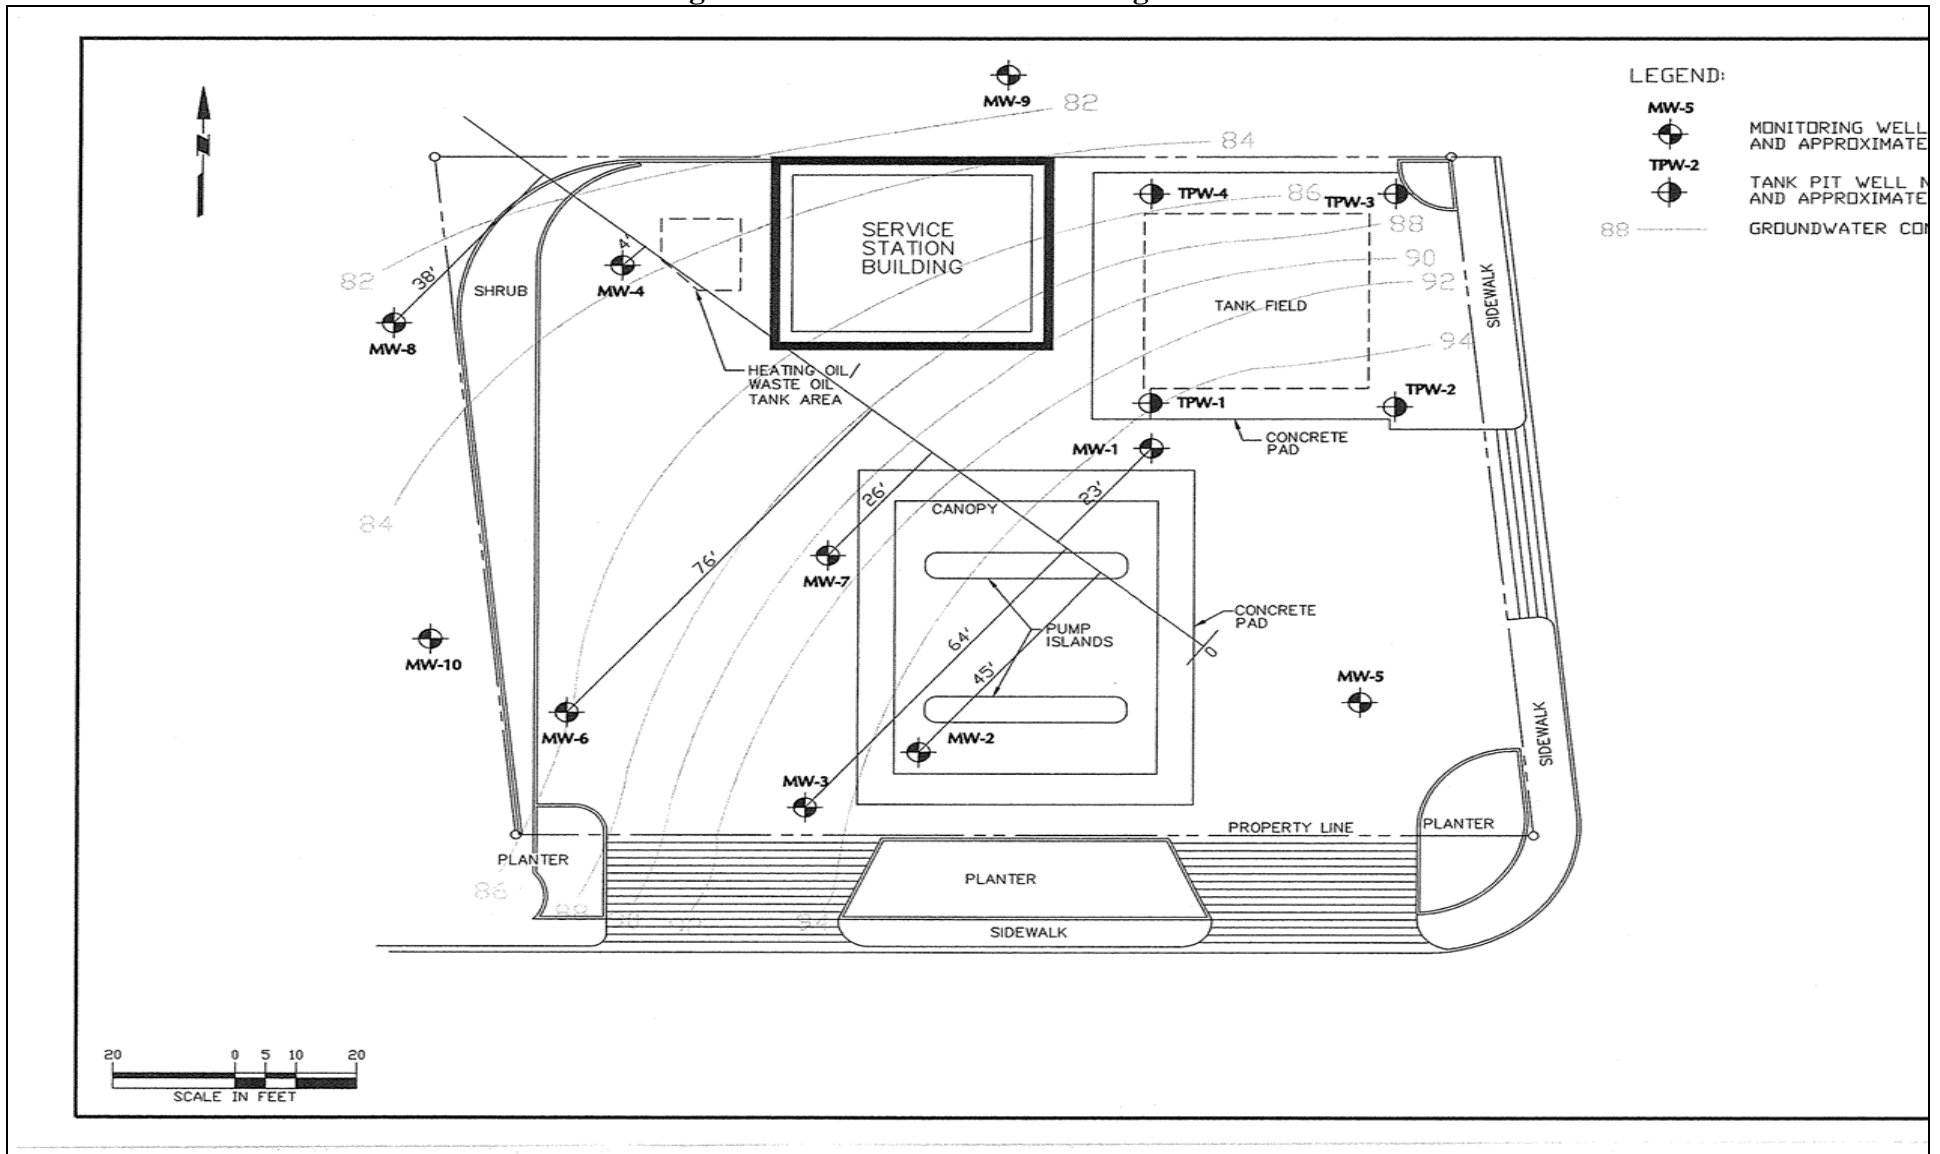 MW-9
82
LEGEND:
MW-5
MONITORING WELL
AND APPROXIMATE
TPW-2
TANK PIT WELL
AND APPROXIMATE
88
GROUNDWATER
84
TPW-4
86
TPW-3
88
SERVICE
STATION
BUILDING
90
92
82
38'
4'
MW-4
SHRUB
TANK FIELD
SIDEWALK
MW-8
94
HEATING OIL/
WASTE OIL
TANK AREA
TPW-1
TPW-2
MW-1
CONCRETE
PAD
26'
23'
CANOPY
84
76'
MW-7
CONCRETE
PAD
64'
PUMP
ISLANDS
0
MW-10
45'
MW-5
MW-6
MW-2
SIDEWALK
MW-3
PROPERTY LINE
PLANTER
PLANTER
PLANTER
86
88
90
92
94
SIDEWALK
20 0 5 10 20
SCALE IN FEET